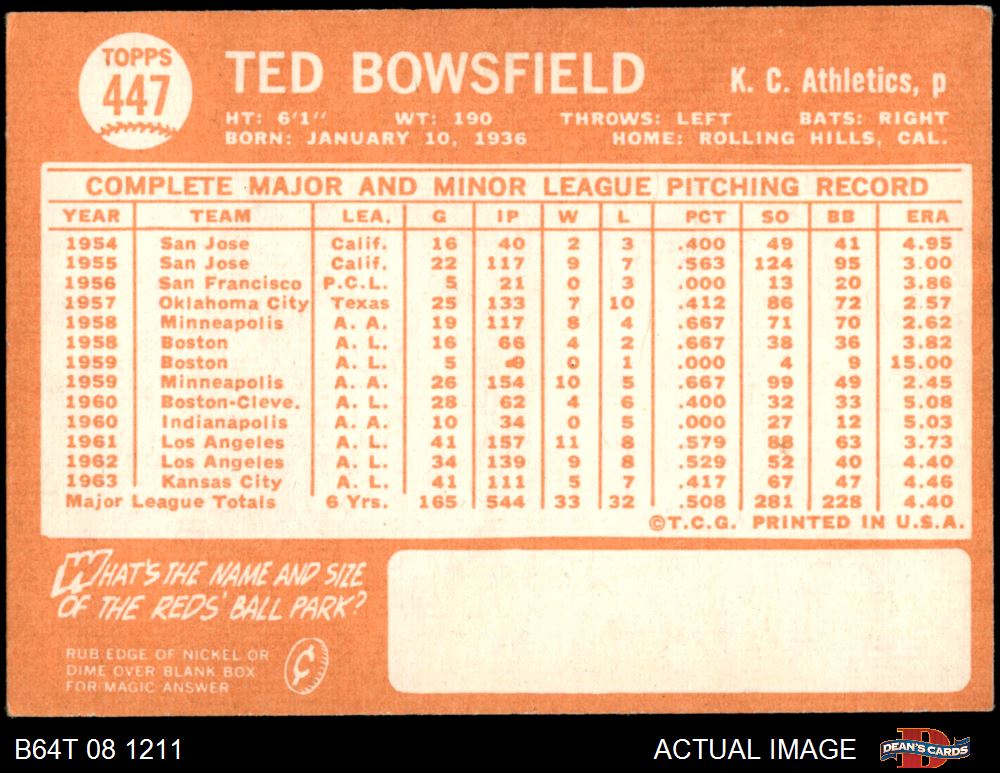 TOPPS
447
TED BOWSFIELD
K. C. Athletics, p
HT: 6'1" WT: 190 THROWS: LEFT BATS: RIGHT
BORN: JANUARY 10, 1936 HOME: ROLLING HILLS, CAL.
COMPLETE MAJOR AND MINOR LEAGUE PITCHING RECORD
YEAR TEAM LEA. G IP W L PCT SO BB ERA
1954 San Jose Calif. 16 40 2 3 .400 49 41 4.95
1955 San Jose Calif. 22 117 9 7 .563 124 95 3.00
1956 San Francisco P.C.L. 5 21 0 3 .000 13 20 3.86
1957 Oklahoma City Texas 25 133 7 10 .412 86 72 2.57
1958 Minneapolis A. A. 19 117 8 4 .667 71 70 2.62
1958 Boston A. L. 16 66 4 2 .667 38 36 3.82
1959 Boston A. L. 5 9 0 1 .000 4 9 15.00
1959 Minneapolis A. A. 26 154 10 5 .667 99 49 2.45
1960 Boston-Cleve. A. L. 28 62 4 6 .400 32 33 5.08
1960 Indianapolis A. A. 10 34 0 5 .000 27 12 5.03
1961 Los Angeles A. L. 41 157 11 8 .579 88 63 3.73
1962 Los Angeles A. L. 34 139 9 8 .529 52 40 4.40
1963 Kansas City A. L. 41 111 5 7 .417 67 47 4.46
Major League Totals 6 Yrs. 165 544 33 32 .508 281 228 4.40
©T.C.G. PRINTED IN U.S.A.
WHAT'S THE NAME AND SIZE
OF THE REDS' BALL PARK?
RUB EDGE OF NICKEL OR
DIME OVER BLANK BOX
FOR MAGIC ANSWER
¢
B64T 08 1211
ACTUAL IMAGE
DEAN'S CARDS